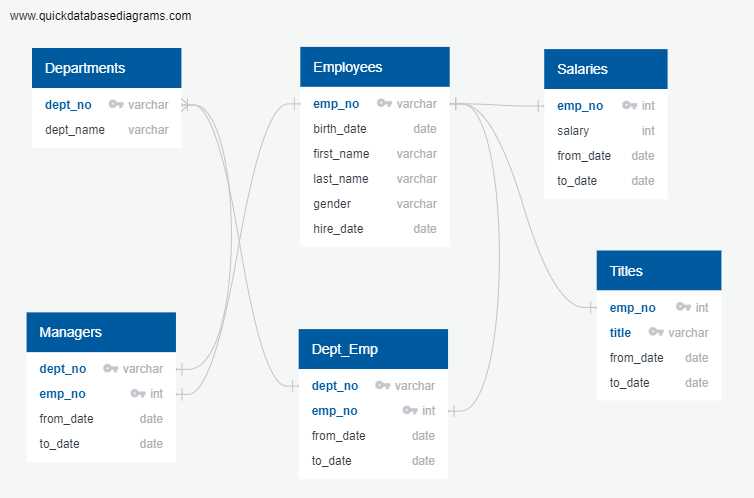 www.quickdatabasediagrams.com
Departments
dept_no varchar
dept_name varchar
Employees
emp_no varchar
birth_date date
first_name varchar
last_name varchar
gender varchar
hire_date date
Salaries
emp_no int
salary int
from_date date
to_date date
Titles
emp_no int
title varchar
from_date date
to_date date
Managers
dept_no varchar
emp_no int
from_date date
to_date date
Dept_Emp
dept_no varchar
emp_no int
from_date date
to_date date